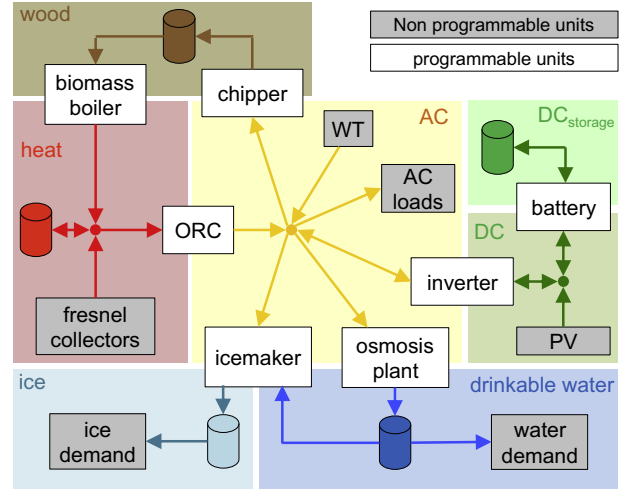 wood
Non programmable units
programmable units
biomass
boiler
chipper
heat
WT
AC
DCstorage
AC
loads
battery
ORC
DC
inverter
fresnel
collectors
PV
icemaker
osmosis
plant
ice
drinkable water
ice
demand
water
demand